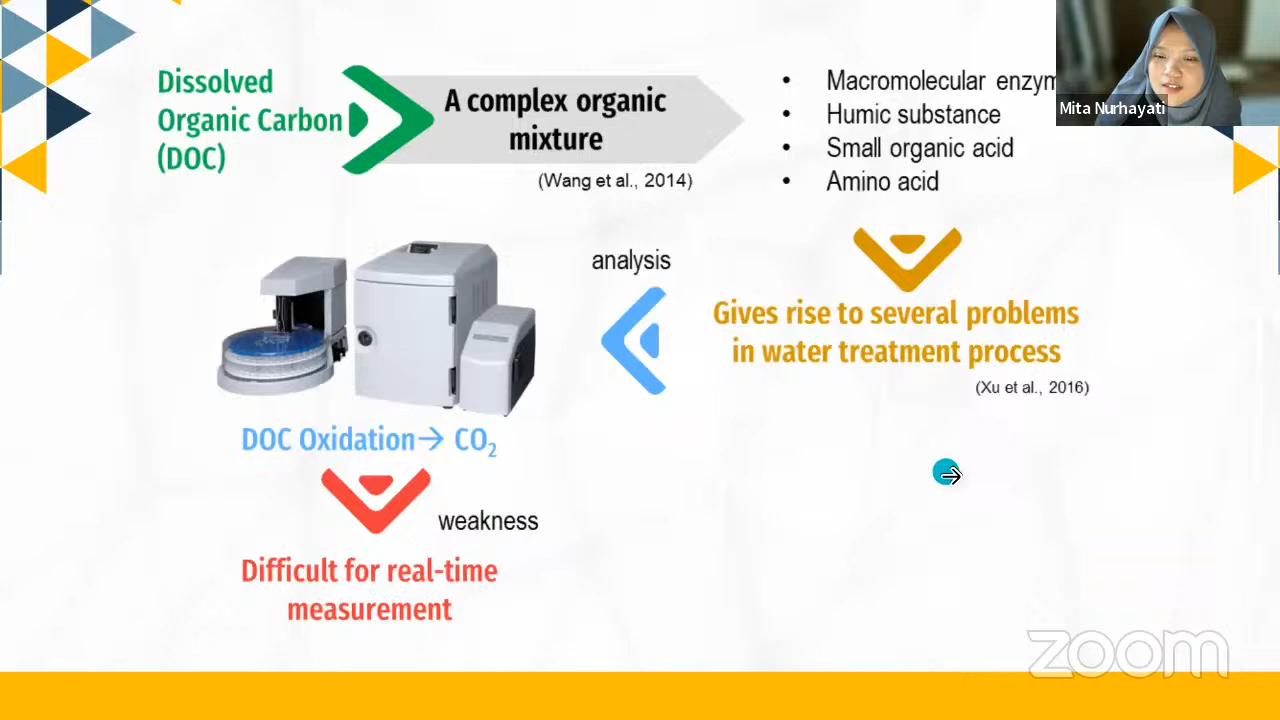 Dissolved
Organic Carbon
(DOC)
A complex organic
mixture
(Wang et al., 2014)
• Macromolecular
• Humic substance
• Small organic acid
• Amino acid
Mita Nurhayati
analysis
Gives rise to several problems
in water treatment process
(Xu et al., 2016)
DOC Oxidation→ CO₂
weakness
Difficult for real-time
measurement
zoom